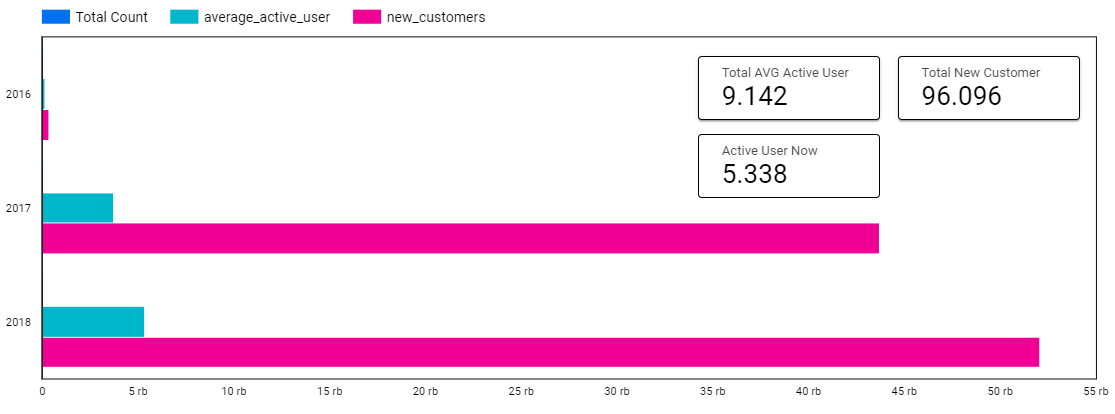 Total Count average_active_user new_customers
Total AVG Active User
9.142
Total New Customer
96.096
Active User Now
5.338
2016
2017
2018
0 5 rb 10 rb 15 rb 20 rb 25 rb 30 rb 35 rb 40 rb 45 rb 50 rb 55 rb